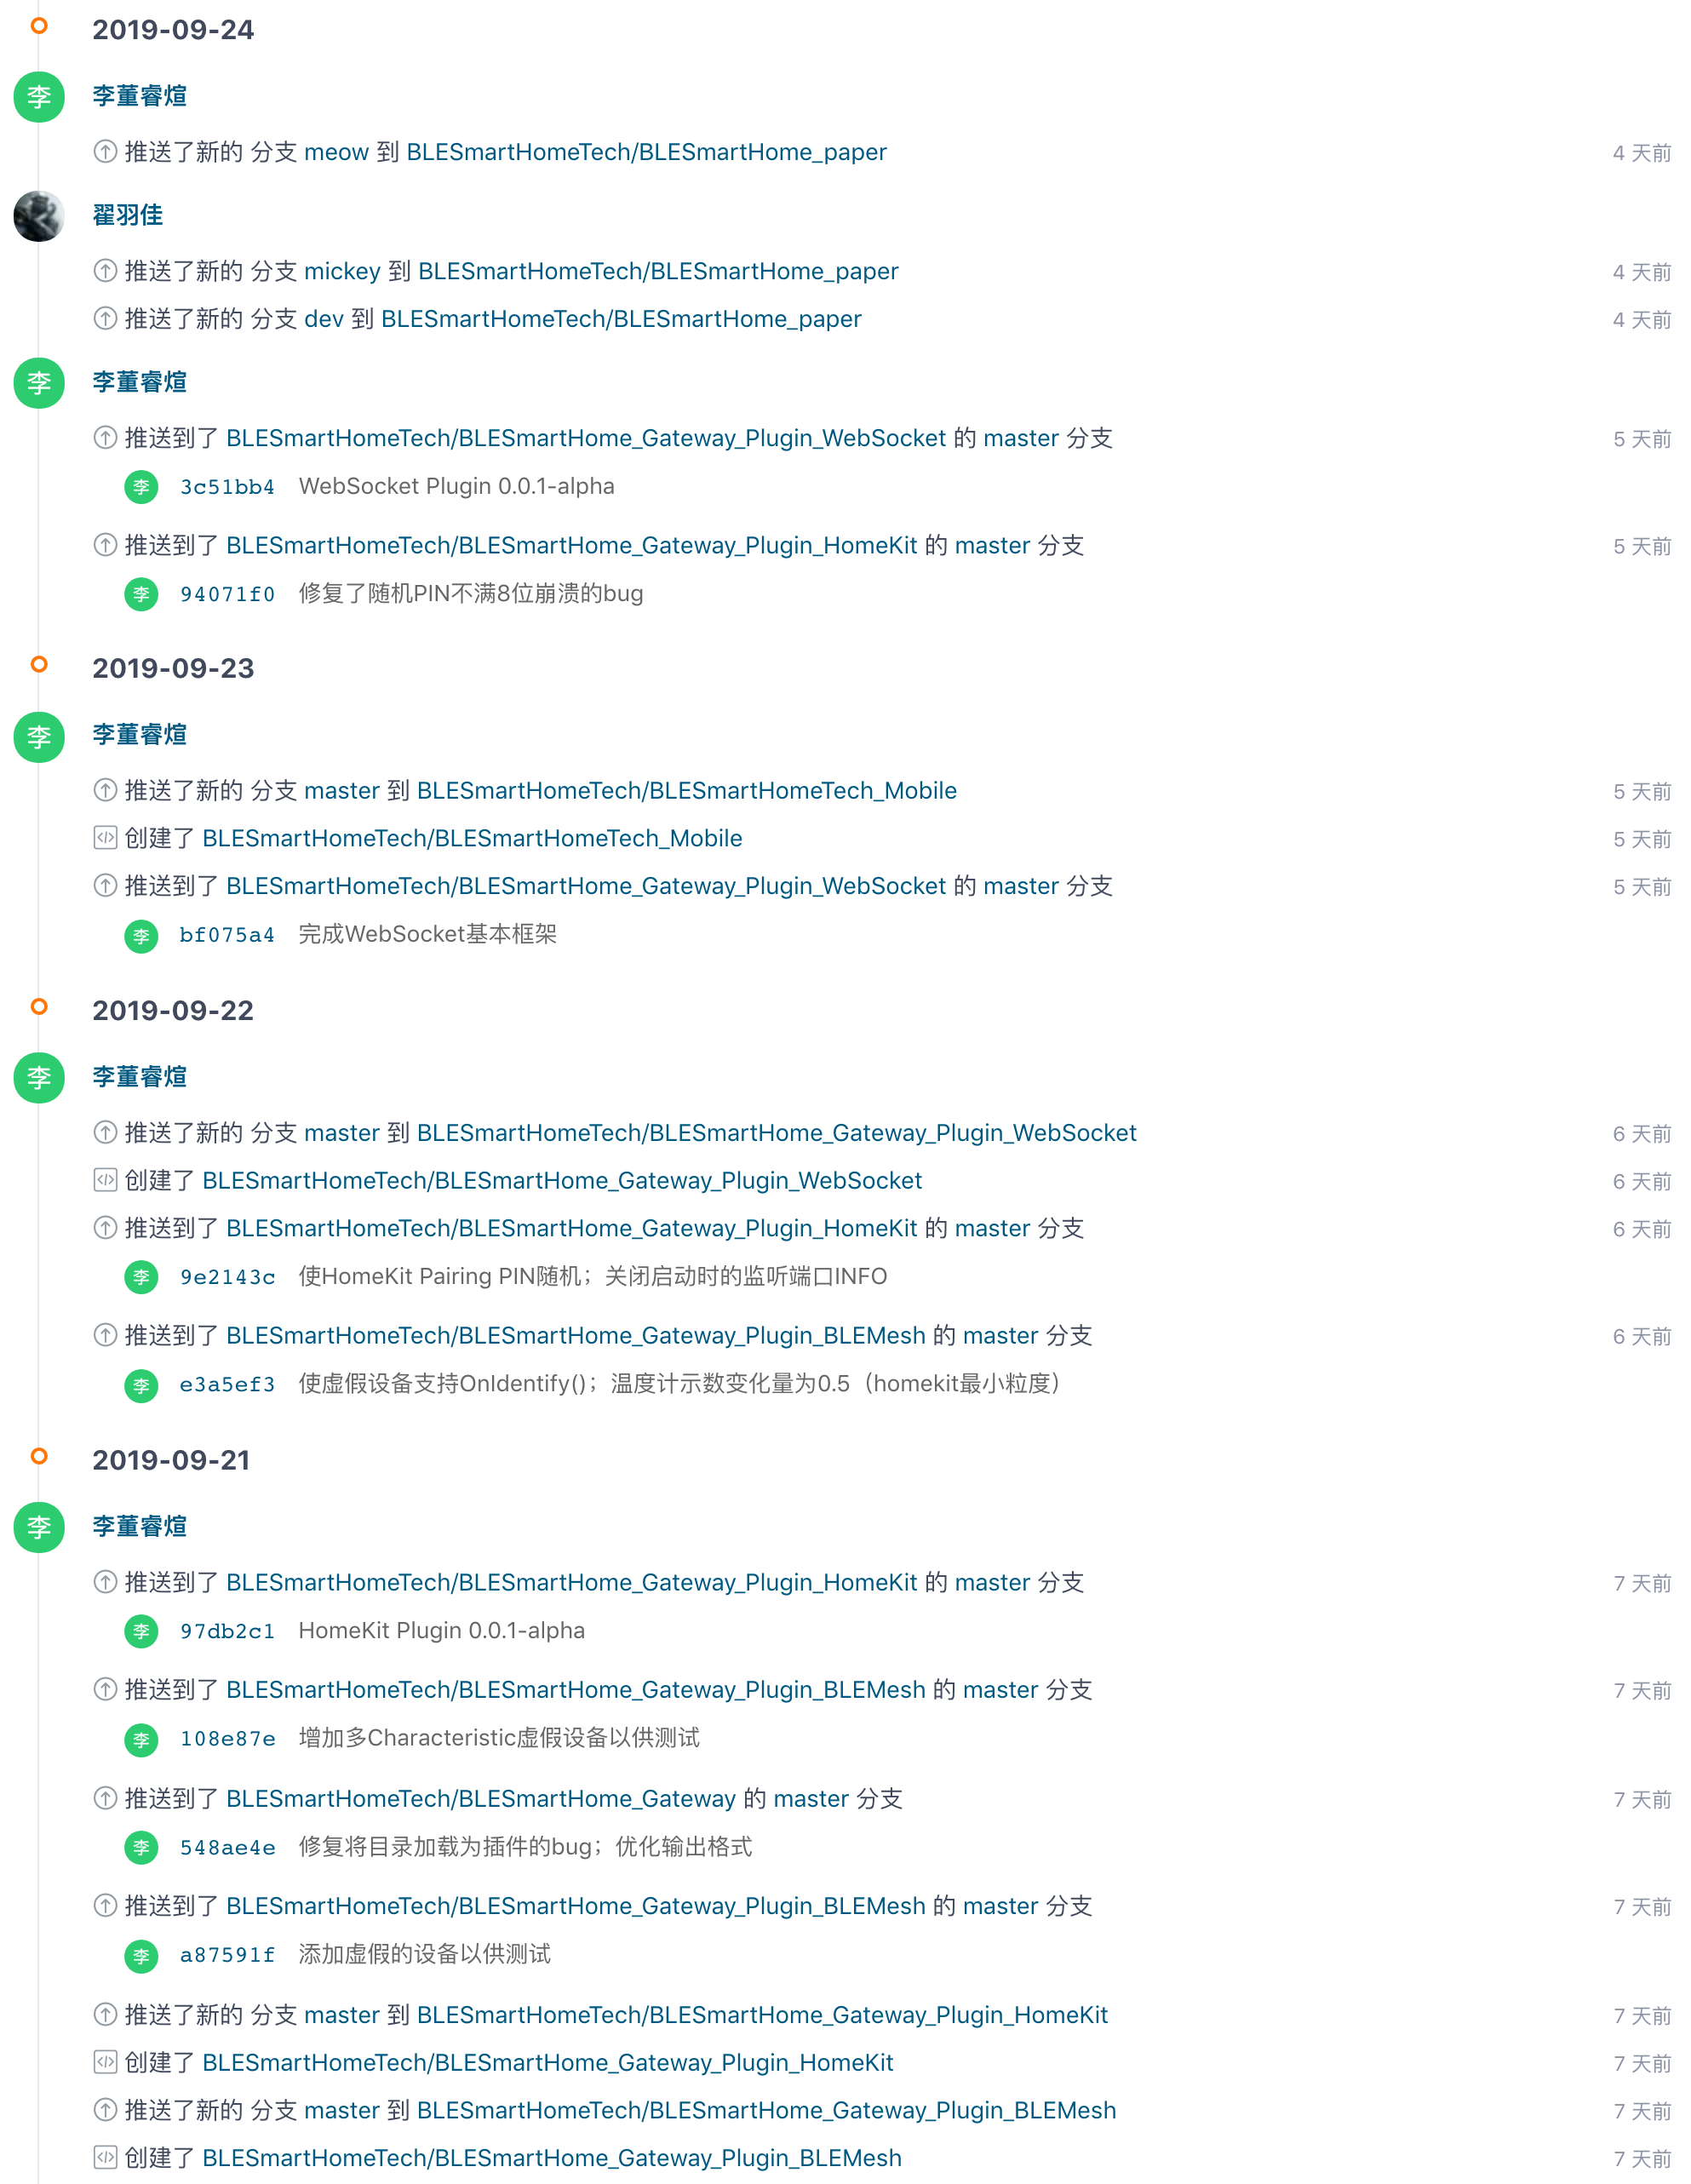 2019-09-24
李
李董睿煊
推送了新的 分支 meow 到 BLESmartHomeTech/BLESmartHome_paper 4 天前
翟羽佳
推送了新的 分支 mickey 到 BLESmartHomeTech/BLESmartHome_paper 4 天前
推送了新的 分支 dev 到 BLESmartHomeTech/BLESmartHome_paper 4 天前
李
李董睿煊
推送到了 BLESmartHomeTech/BLESmartHome_Gateway_Plugin_WebSocket 的 master 分支 5 天前
李 3c51bb4 WebSocket Plugin 0.0.1-alpha
推送到了 BLESmartHomeTech/BLESmartHome_Gateway_Plugin_HomeKit 的 master 分支 5 天前
李 94071f0 修复了随机PIN不满8位崩溃的bug
2019-09-23
李
李董睿煊
推送了新的 分支 master 到 BLESmartHomeTech/BLESmartHomeTech_Mobile 5 天前
创建了 BLESmartHomeTech/BLESmartHomeTech_Mobile 5 天前
推送到了 BLESmartHomeTech/BLESmartHome_Gateway_Plugin_WebSocket 的 master 分支 5 天前
李 bf075a4 完成WebSocket基本框架
2019-09-22
李
李董睿煊
推送了新的 分支 master 到 BLESmartHomeTech/BLESmartHome_Gateway_Plugin_WebSocket 6 天前
创建了 BLESmartHomeTech/BLESmartHome_Gateway_Plugin_WebSocket 6 天前
推送到了 BLESmartHomeTech/BLESmartHome_Gateway_Plugin_HomeKit 的 master 分支 6 天前
李 9e2143c 使HomeKit Pairing PIN随机；关闭启动时的监听端口INFO
推送到了 BLESmartHomeTech/BLESmartHome_Gateway_Plugin_BLEMesh 的 master 分支 6 天前
李 e3a5ef3 使虚假设备支持OnIdentify()；温度计示数变化量为0.5（homekit最小粒度）
2019-09-21
李
李董睿煊
推送到了 BLESmartHomeTech/BLESmartHome_Gateway_Plugin_HomeKit 的 master 分支 7 天前
李 97db2c1 HomeKit Plugin 0.0.1-alpha
推送到了 BLESmartHomeTech/BLESmartHome_Gateway_Plugin_BLEMesh 的 master 分支 7 天前
李 108e87e 增加多Characteristic虚假设备以供测试
推送到了 BLESmartHomeTech/BLESmartHome_Gateway 的 master 分支 7 天前
李 548ae4e 修复将目录加载为插件的bug；优化输出格式
推送到了 BLESmartHomeTech/BLESmartHome_Gateway_Plugin_BLEMesh 的 master 分支 7 天前
李 a87591f 添加虚假的设备以供测试
推送了新的 分支 master 到 BLESmartHomeTech/BLESmartHome_Gateway_Plugin_HomeKit 7 天前
创建了 BLESmartHomeTech/BLESmartHome_Gateway_Plugin_HomeKit 7 天前
推送了新的 分支 master 到 BLESmartHomeTech/BLESmartHome_Gateway_Plugin_BLEMesh 7 天前
创建了 BLESmartHomeTech/BLESmartHome_Gateway_Plugin_BLEMesh 7 天前